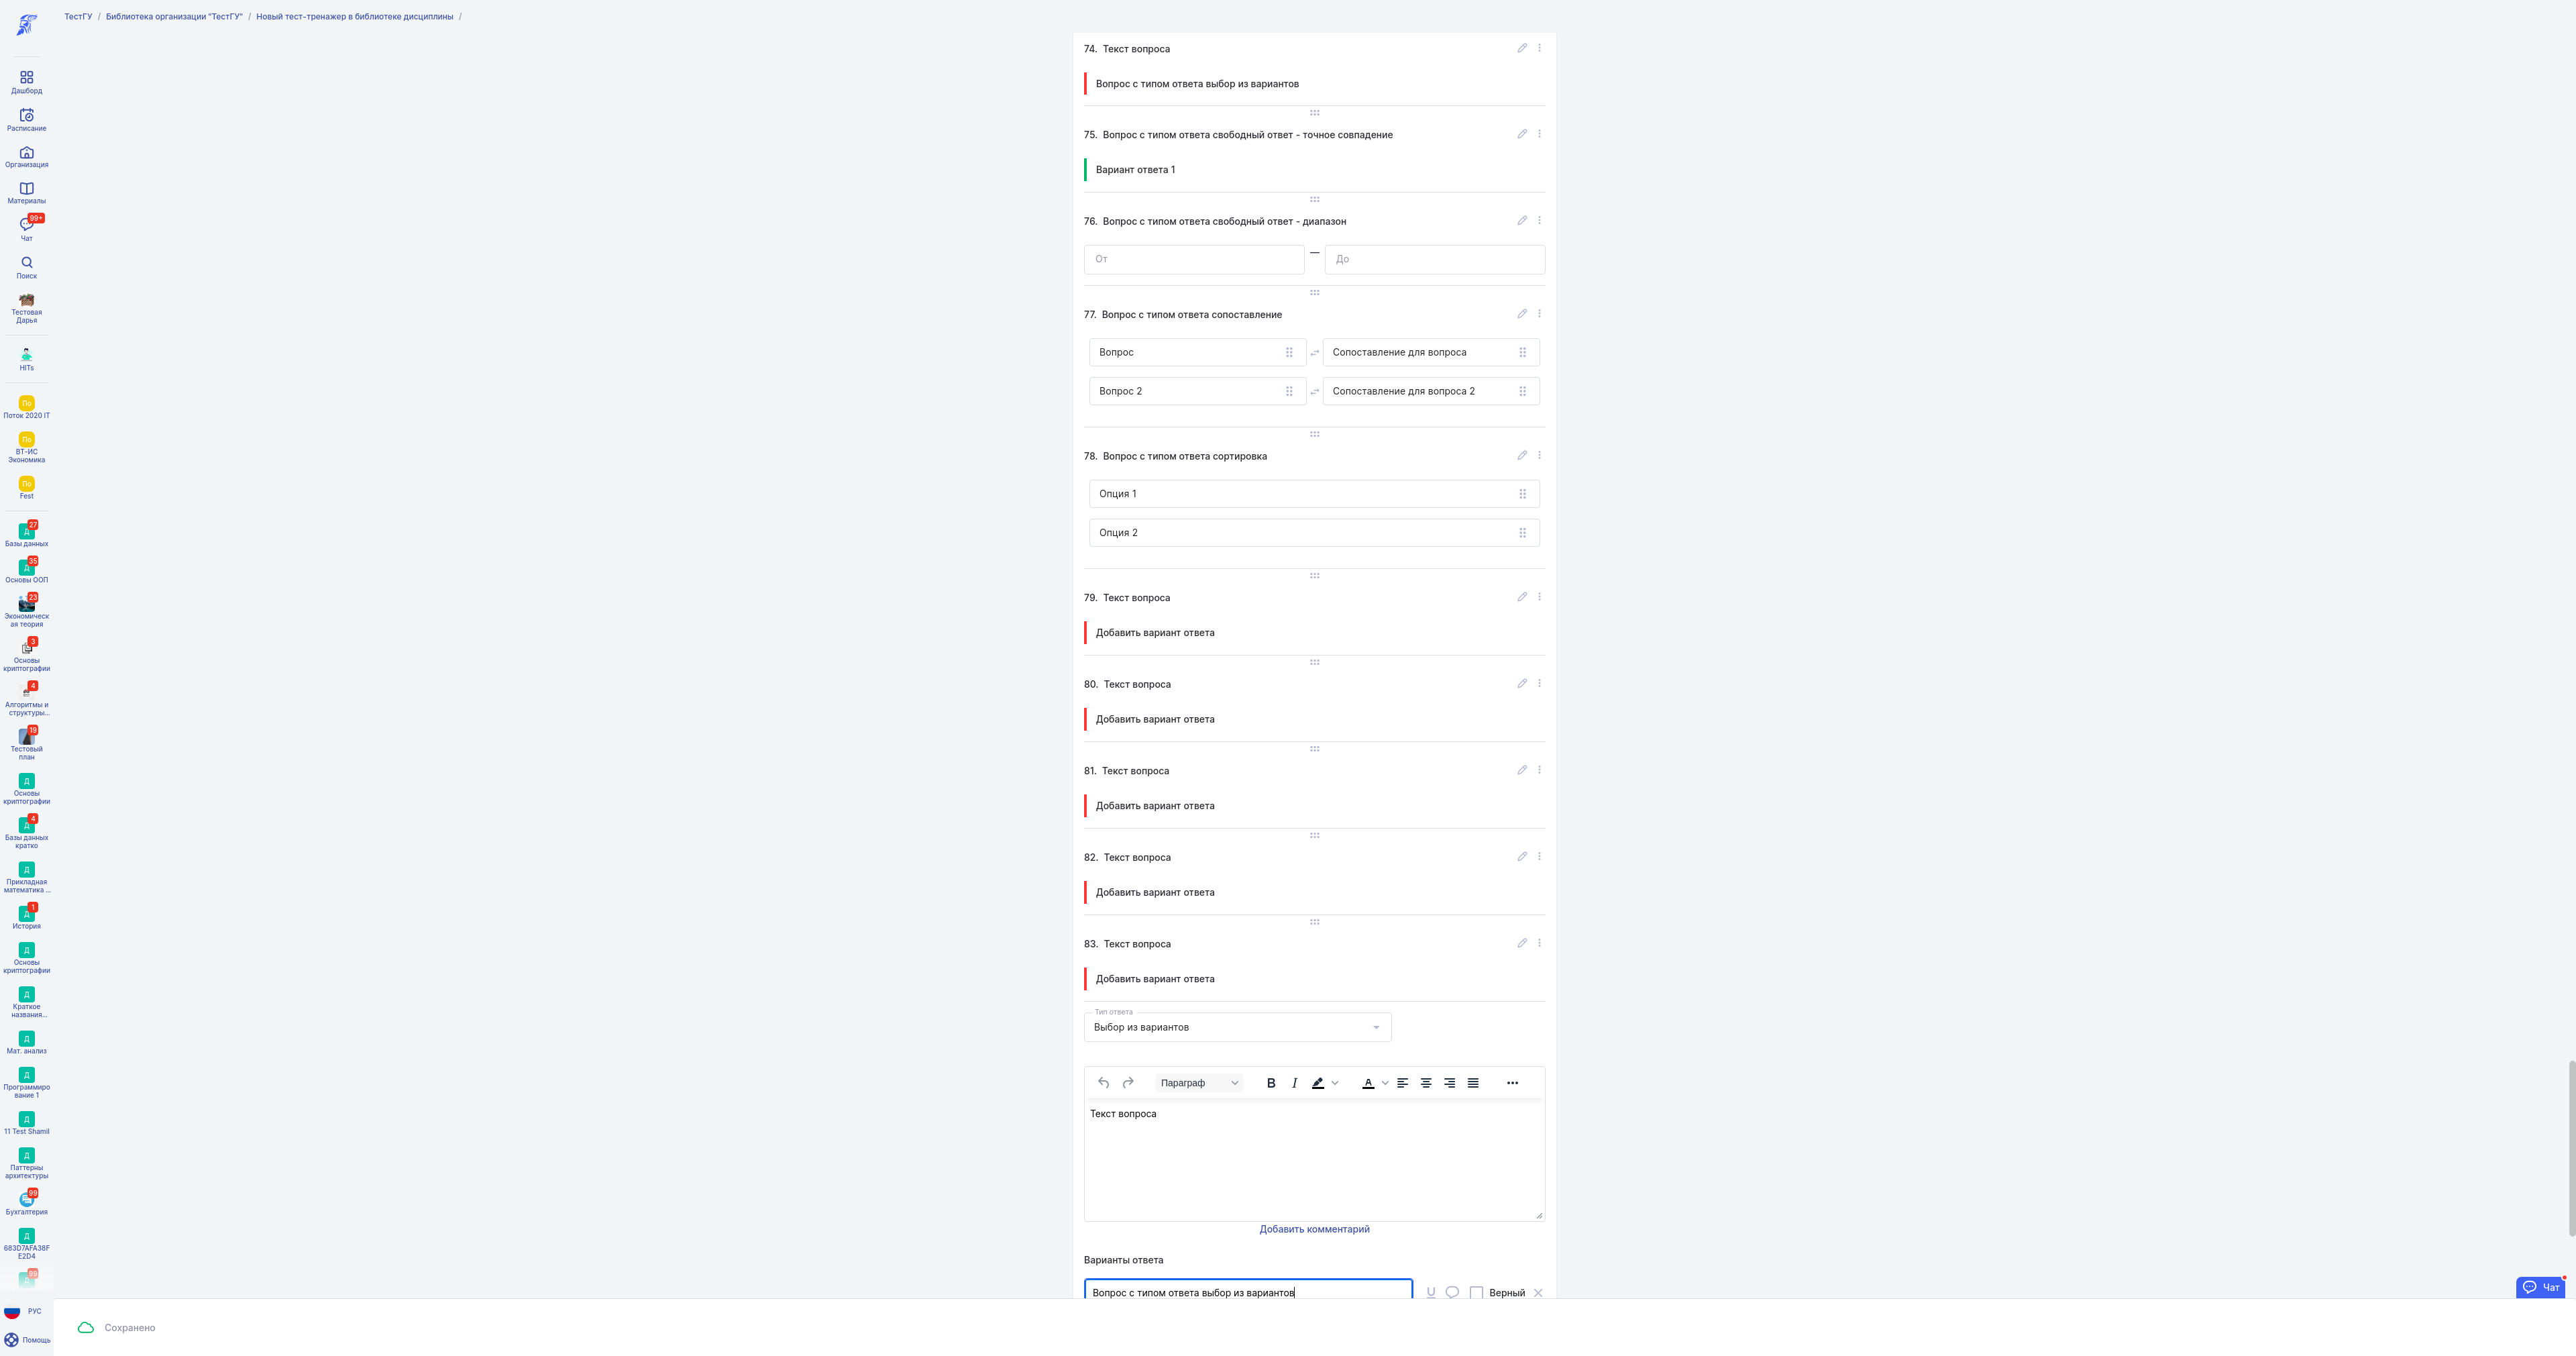 ТестГУ / Библиотека организации "ТестГУ" / Новый тест-тренажер в библиотеке дисциплины /
Дашборд
Расписание
Организация
Материалы
99+
Чат
Поиск
Тестовая
Дарья
HITs
По
Поток 2020 IT
По
ВТ-ИС
Экономика
По
Fest
27
Д
Базы данных
35
Д
Основы ООП
23
Экономическ
ая теория
3
Основы
криптографии
4
Алгоритмы и
структуры...
19
Тестовый
план
Д
Основы
криптографии
4
Д
Базы данных
кратко
Д
Прикладная
математика ...
1
Д
История
Д
Основы
криптографии
Д
Краткое
названия...
Д
Мат. анализ
Д
Программиро
вание 1
Д
11 Test Shamil
Д
Паттерны
архитектуры
99
Бухгалтерия
Д
683D7AFA38F
E2D4
99
Д
РУС
Помощь
74. Текст вопроса
Вопрос с типом ответа выбор из вариантов
75. Вопрос с типом ответа свободный ответ - точное совпадение
Вариант ответа 1
76. Вопрос с типом ответа свободный ответ - диапазон
От — До
77. Вопрос с типом ответа сопоставление
Вопрос Сопоставление для вопроса
Вопрос 2 Сопоставление для вопроса 2
78. Вопрос с типом ответа сортировка
Опция 1
Опция 2
79. Текст вопроса
Добавить вариант ответа
80. Текст вопроса
Добавить вариант ответа
81. Текст вопроса
Добавить вариант ответа
82. Текст вопроса
Добавить вариант ответа
83. Текст вопроса
Добавить вариант ответа
Тип ответа
Выбор из вариантов
Параграф B I A
Текст вопроса
Добавить комментарий
Варианты ответа
Вопрос с типом ответа выбор из вариантов Верный
Чат
Сохранено